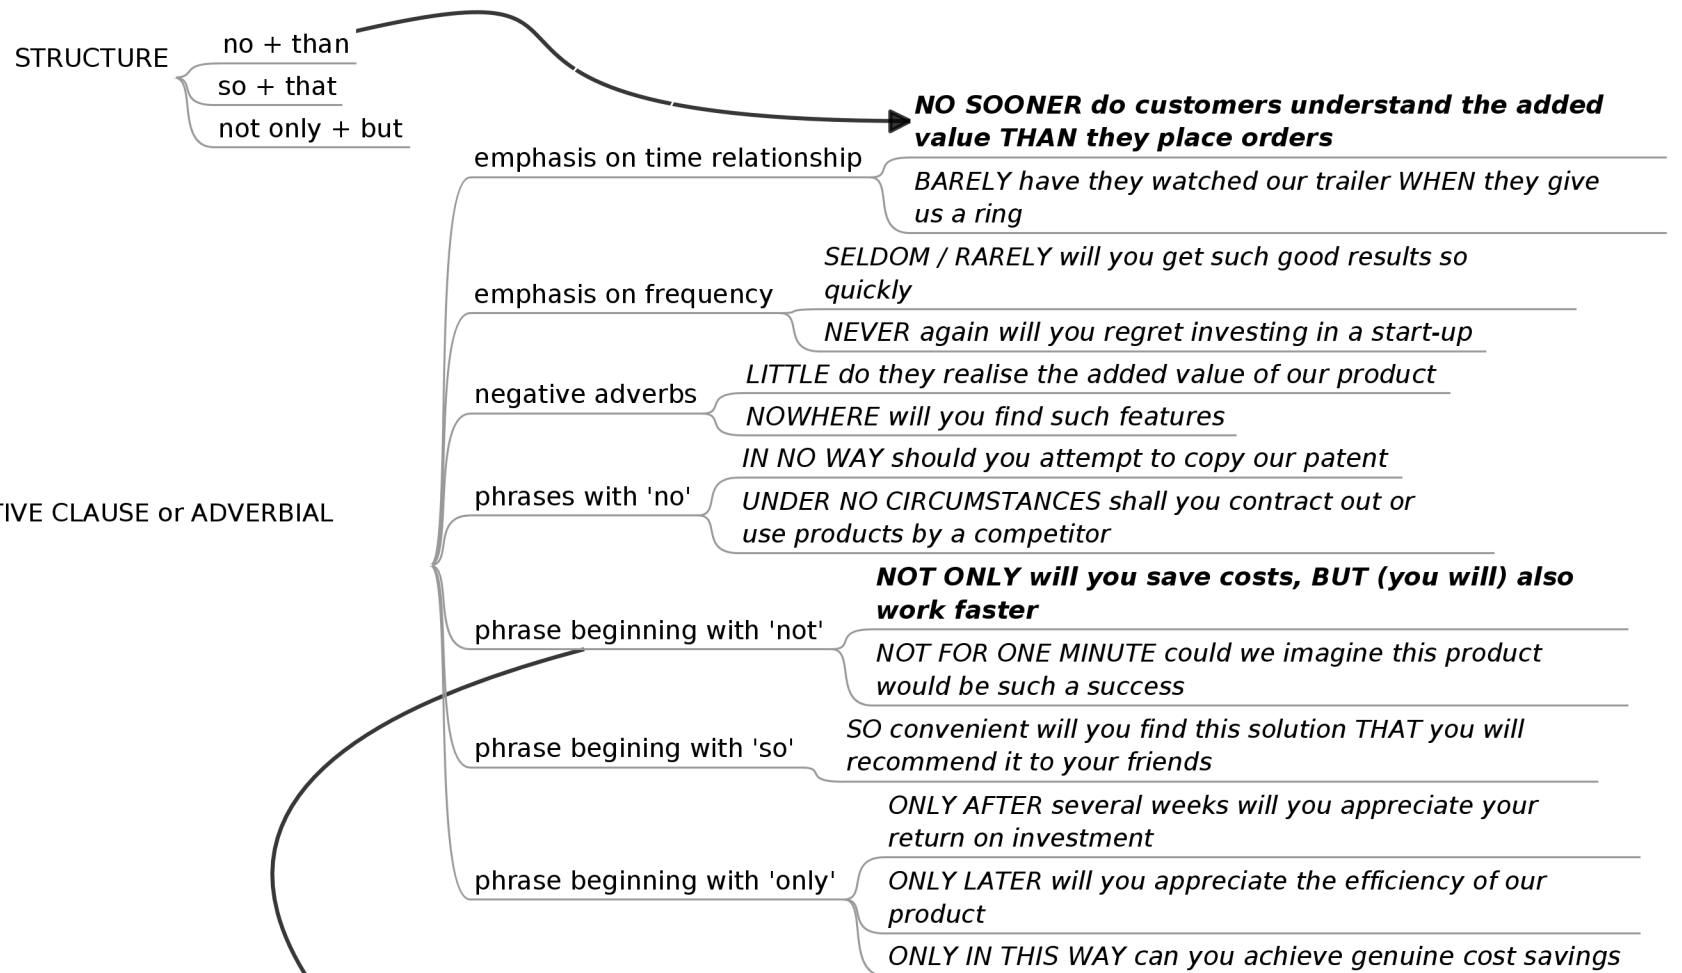 STRUCTURE
no + than
so + that
not only + but
TIVE CLAUSE or ADVERBIAL
emphasis on time relationship
NO SOONER do customers understand the added
value THAN they place orders
BARELY have they watched our trailer WHEN they give
us a ring
emphasis on frequency
SELDOM / RARELY will you get such good results so
quickly
NEVER again will you regret investing in a start-up
negative adverbs
LITTLE do they realise the added value of our product
NOWHERE will you find such features
phrases with 'no'
IN NO WAY should you attempt to copy our patent
UNDER NO CIRCUMSTANCES shall you contract out or
use products by a competitor
phrase beginning with 'not'
NOT ONLY will you save costs, BUT (you will) also
work faster
NOT FOR ONE MINUTE could we imagine this product
would be such a success
phrase begining with 'so'
SO convenient will you find this solution THAT you will
recommend it to your friends
phrase beginning with 'only'
ONLY AFTER several weeks will you appreciate your
return on investment
ONLY LATER will you appreciate the efficiency of our
product
ONLY IN THIS WAY can you achieve genuine cost savings